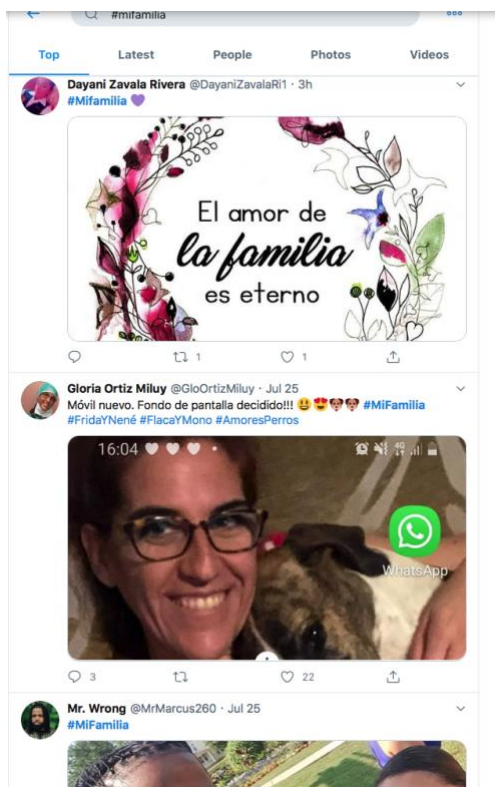 #mifamilia
Top Latest People Photos Videos
Dayani Zavala Rivera @DayaniZavalaRi1 · 3h
#Mifamilia 💜
El amor de
la familia
es eterno
1 1
Gloria Ortiz Miluy @GloOrtizMiluy · Jul 25
Móvil nuevo. Fondo de pantalla decidido!!! 😃😍🐶🐶 #MiFamilia
#FridaYNené #FlacaYMono #AmoresPerros
16:04 4G
WhatsApp
3 22
Mr. Wrong @MrMarcus260 · Jul 25
#MiFamilia